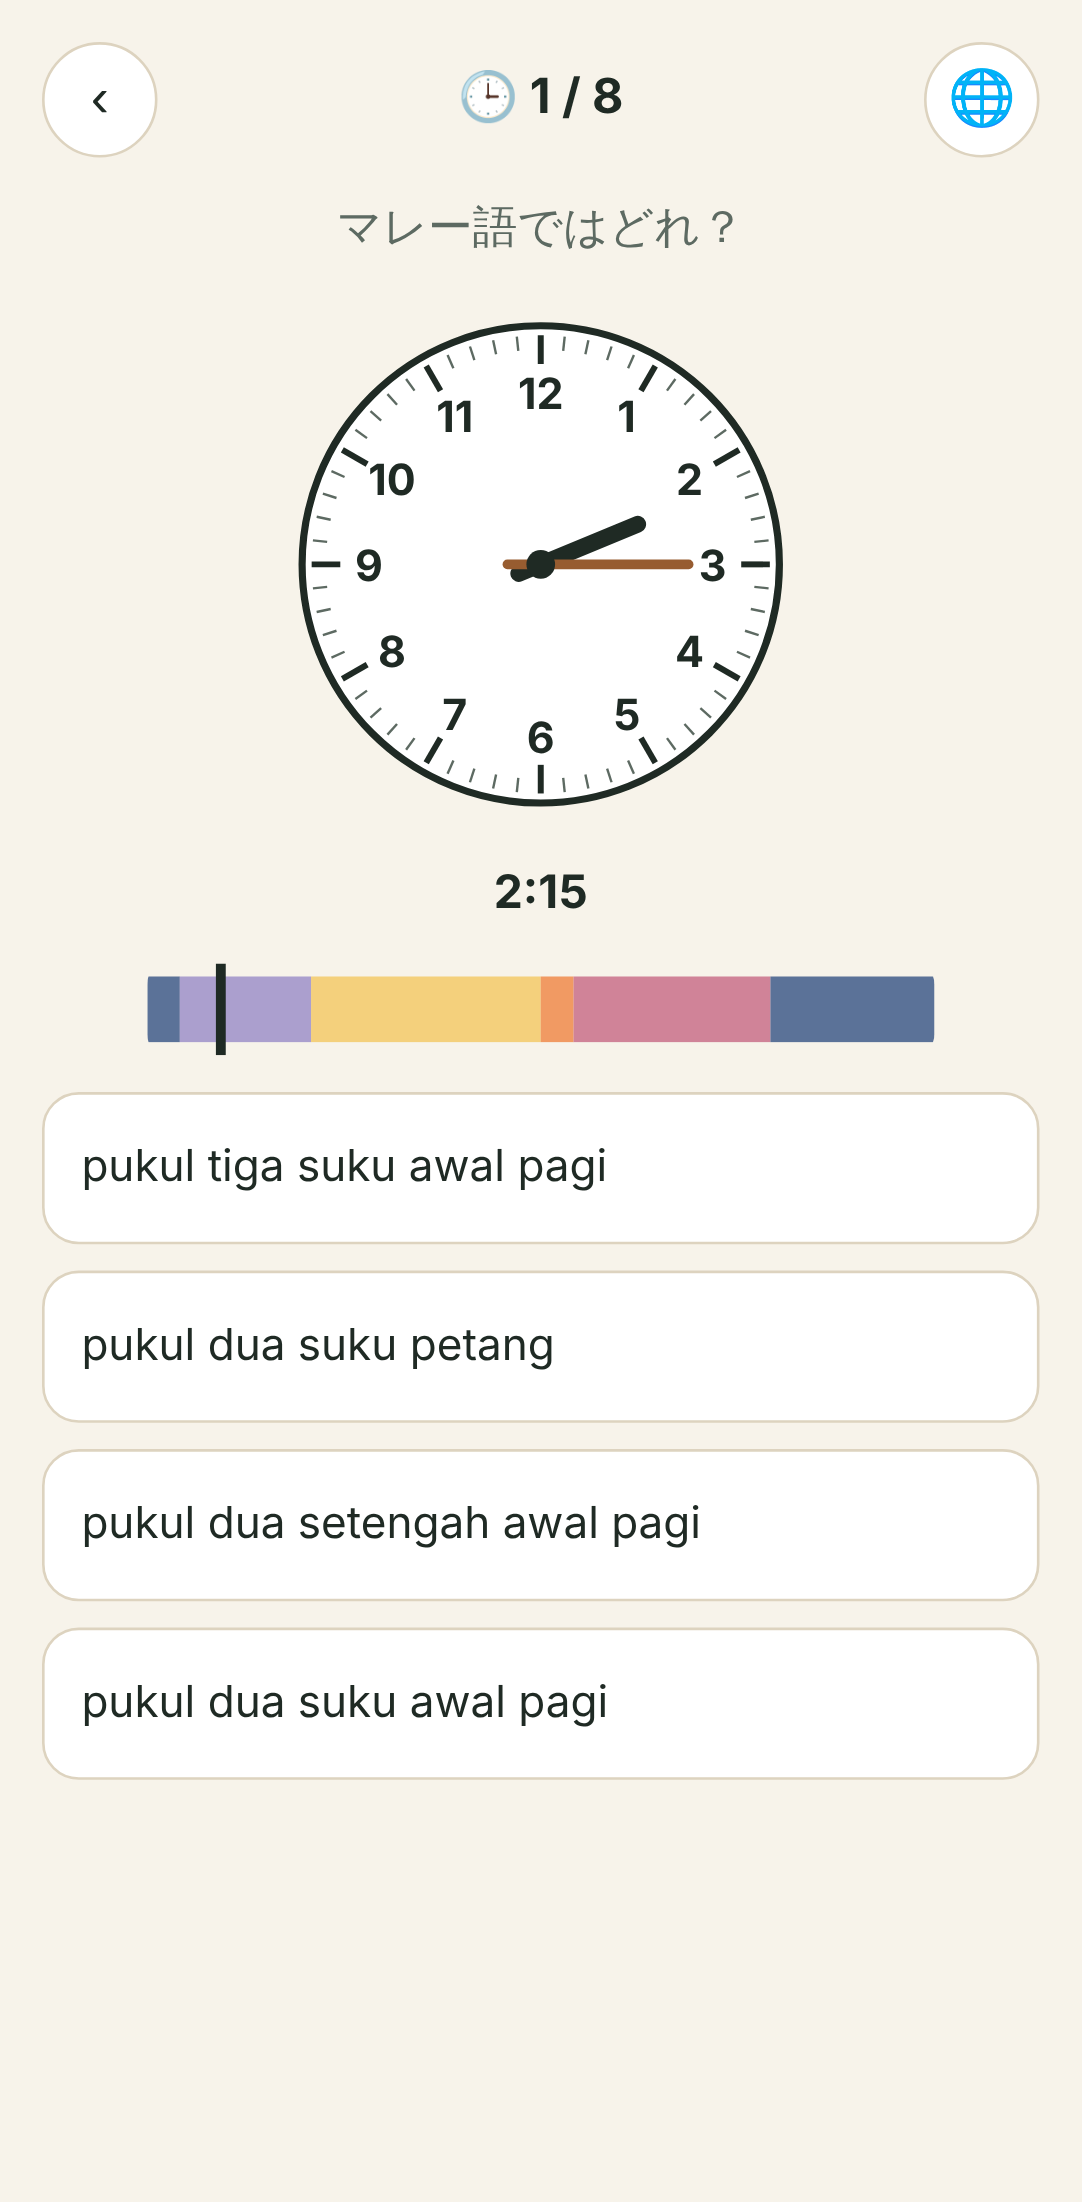 ‹
🕒 1 / 8
🌐
マレー語ではどれ？
12
1
2
3
4
5
6
7
8
9
10
11
2:15
pukul tiga suku awal pagi
pukul dua suku petang
pukul dua setengah awal pagi
pukul dua suku awal pagi